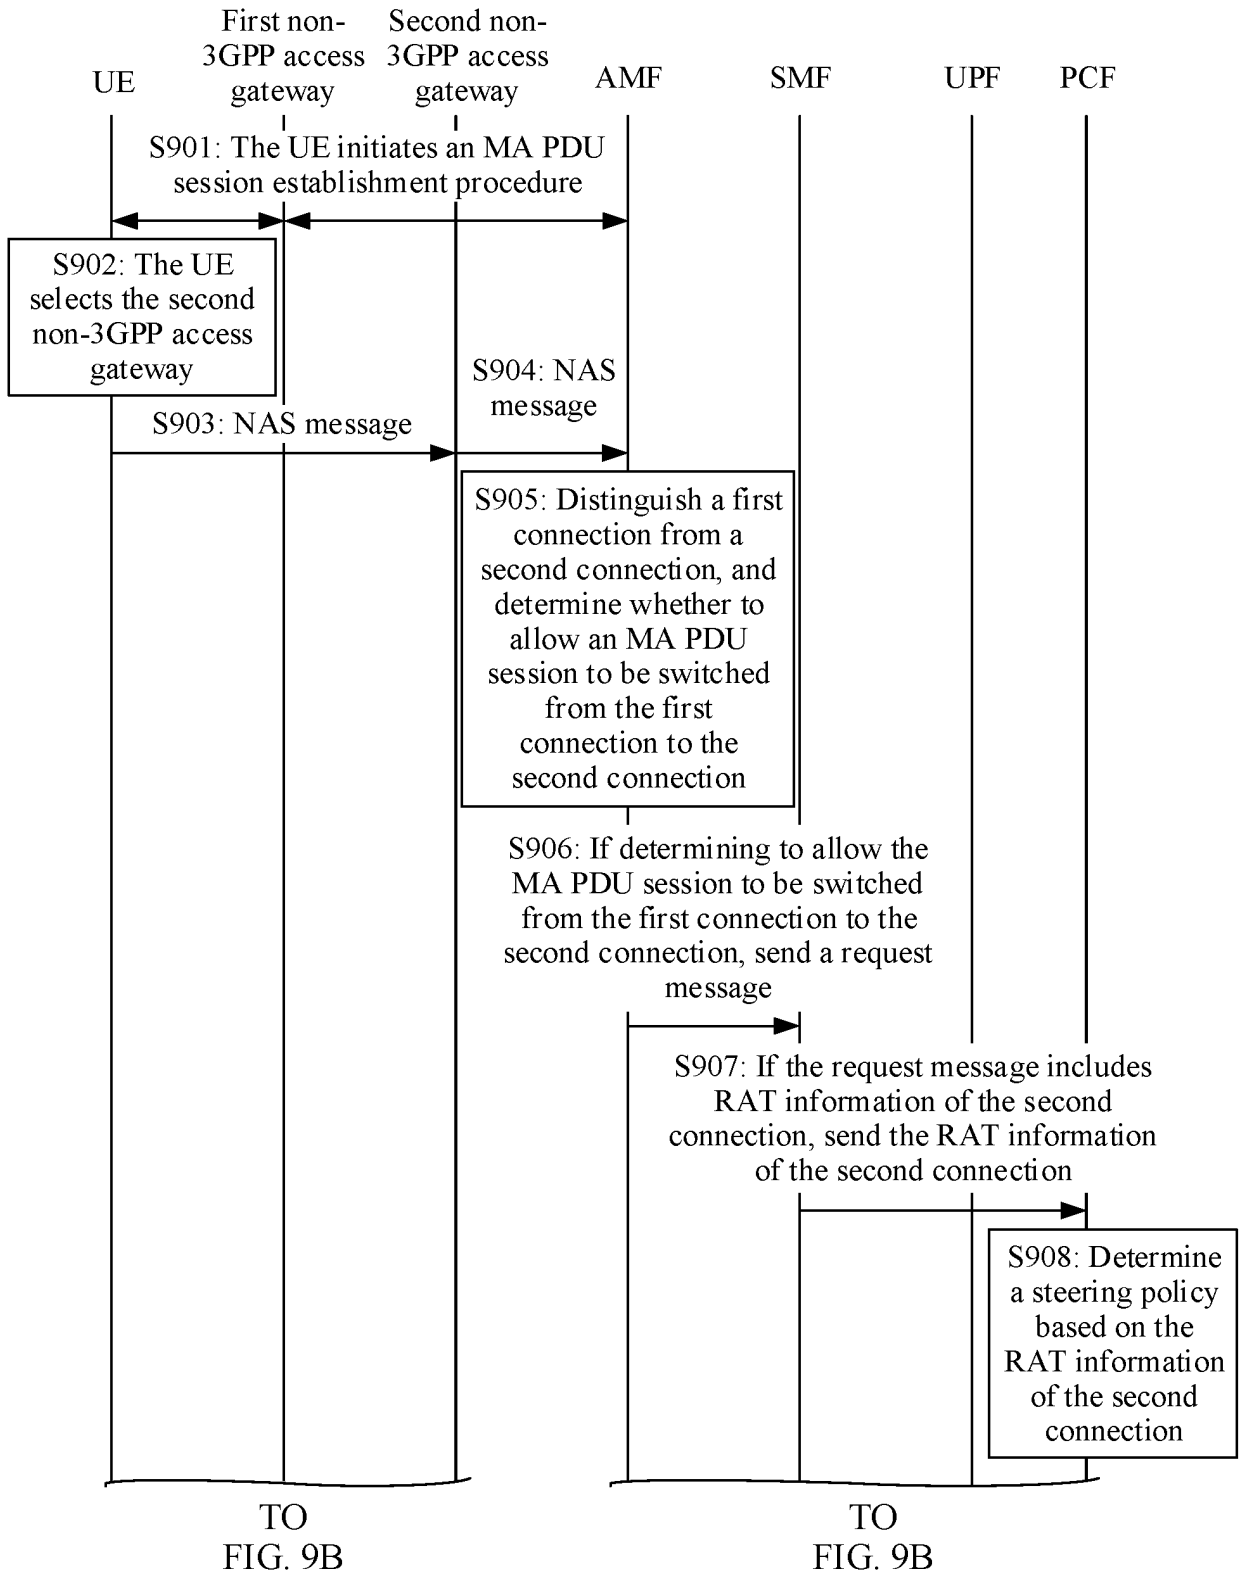 UE
First non-
3GPP access
gateway
Second non-
3GPP access
gateway
AMF
SMF
UPF
PCF
S901: The UE initiates an MA PDU
session establishment procedure
S902: The UE
selects the second
non-3GPP access
gateway
S903: NAS message
S904: NAS
message
S905: Distinguish a first
connection from a
second connection, and
determine whether to
allow an MA PDU
session to be switched
from the first
connection to the
second connection
S906: If determining to allow the
MA PDU session to be switched
from the first connection to the
second connection, send a request
message
S907: If the request message includes
RAT information of the second
connection, send the RAT information
of the second connection
S908: Determine
a steering policy
based on the
RAT information
of the second
connection
TO
FIG. 9B
TO
FIG. 9B